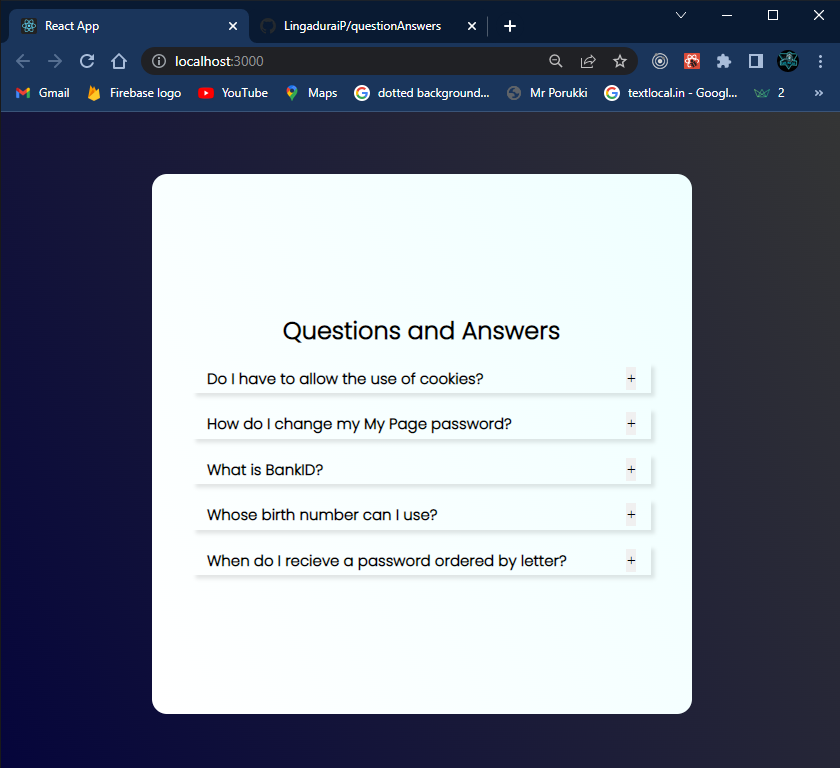 React App
LingaduraiP/questionAnswers
localhost:3000
Gmail
Firebase logo
YouTube
Maps
dotted background...
Mr Porukki
textlocal.in - Googl...
2
»
Questions and Answers
Do I have to allow the use of cookies? +
How do I change my My Page password? +
What is BankID? +
Whose birth number can I use? +
When do I recieve a password ordered by letter? +